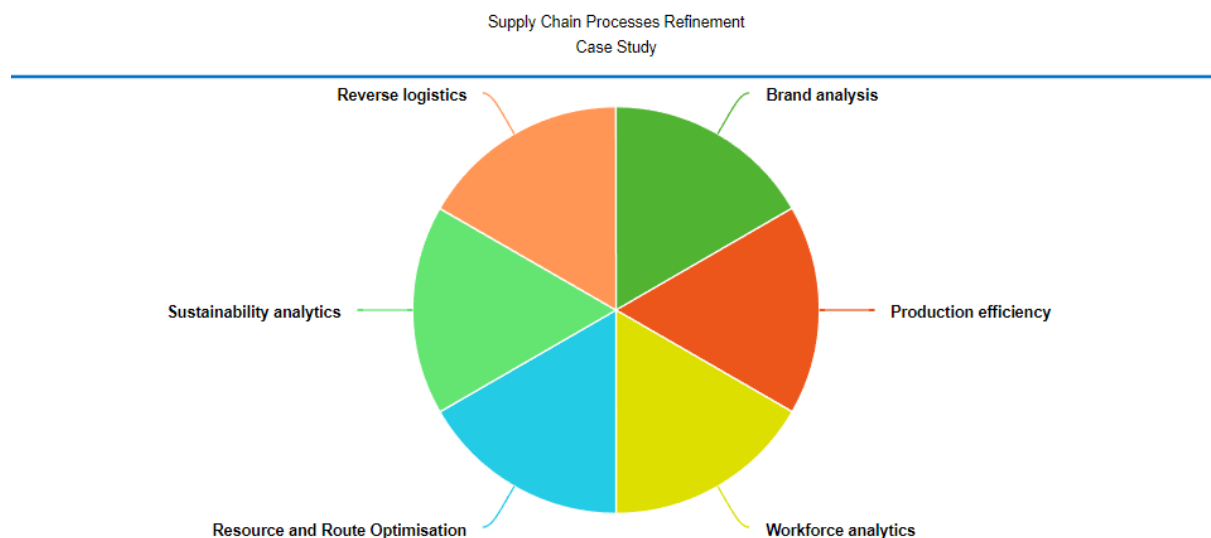 Supply Chain Processes Refinement
Case Study
Reverse logistics
Brand analysis
Sustainability analytics
Production efficiency
Resource and Route Optimisation
Workforce analytics